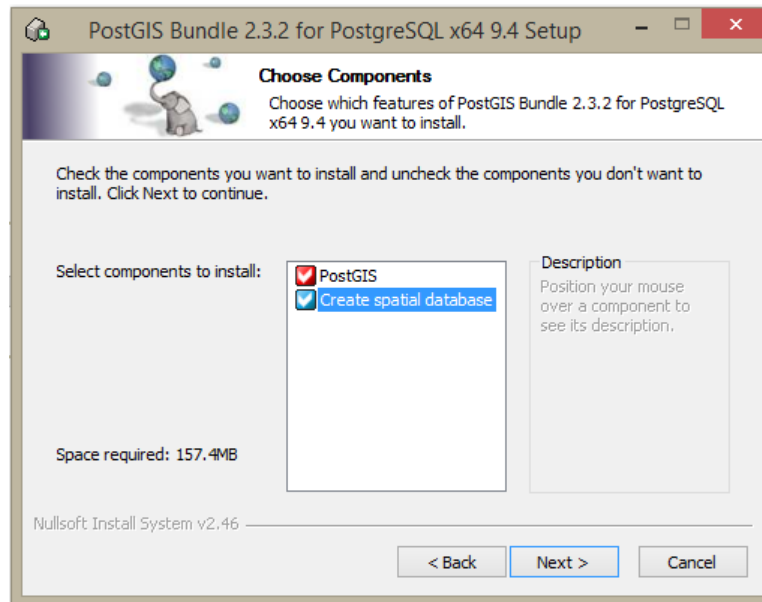 PostGIS Bundle 2.3.2 for PostgreSQL x64 9.4 Setup
Choose Components
Choose which features of PostGIS Bundle 2.3.2 for PostgreSQL
x64 9.4 you want to install.
Check the components you want to install and uncheck the components you don't want to
install. Click Next to continue.
Select components to install:
PostGIS
Create spatial database
Description
Position your mouse
over a component to
see its description.
Space required: 157.4MB
Nullsoft Install System v2.46
< Back
Next >
Cancel